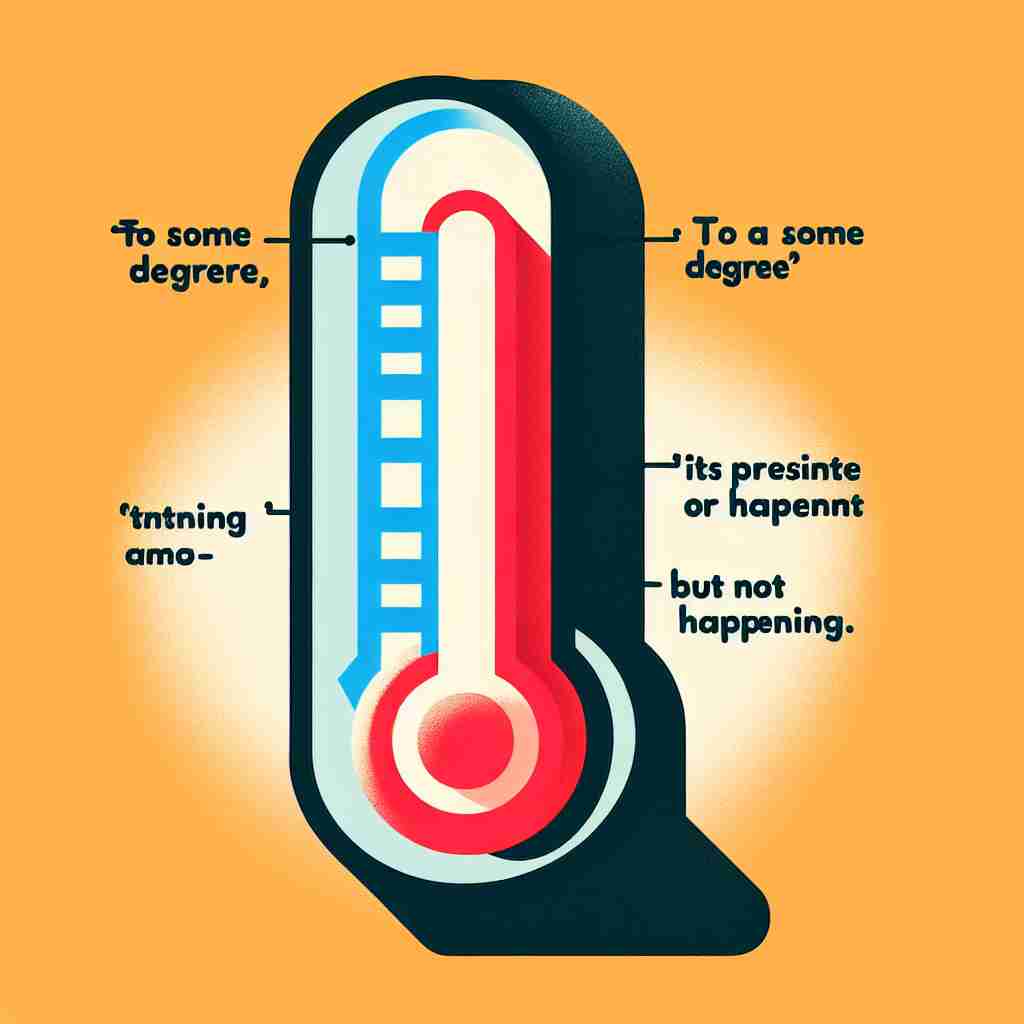 To some
degrere,
To a some
degree’
‘tntning ’
amo-
’its presinte
or hapennt
but not
happening.